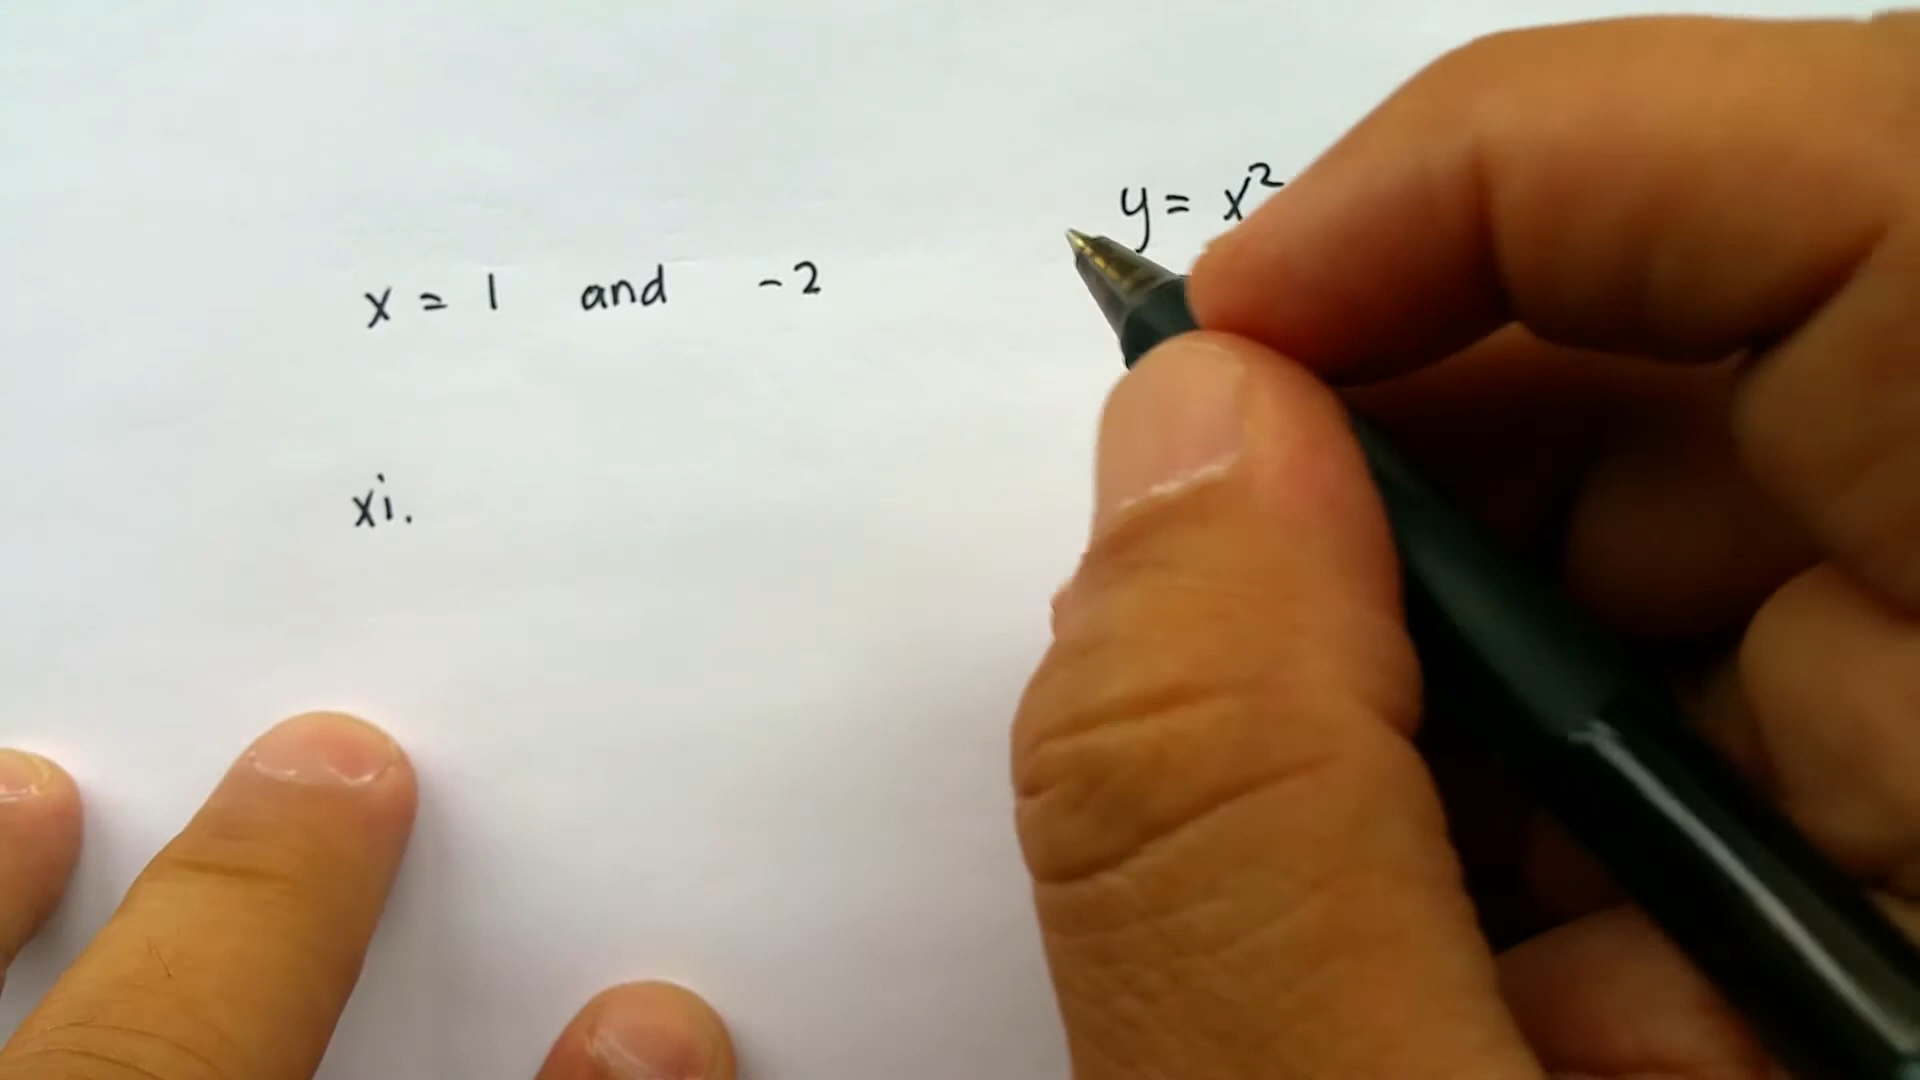 y = x²
x = 1 and -2
xi.